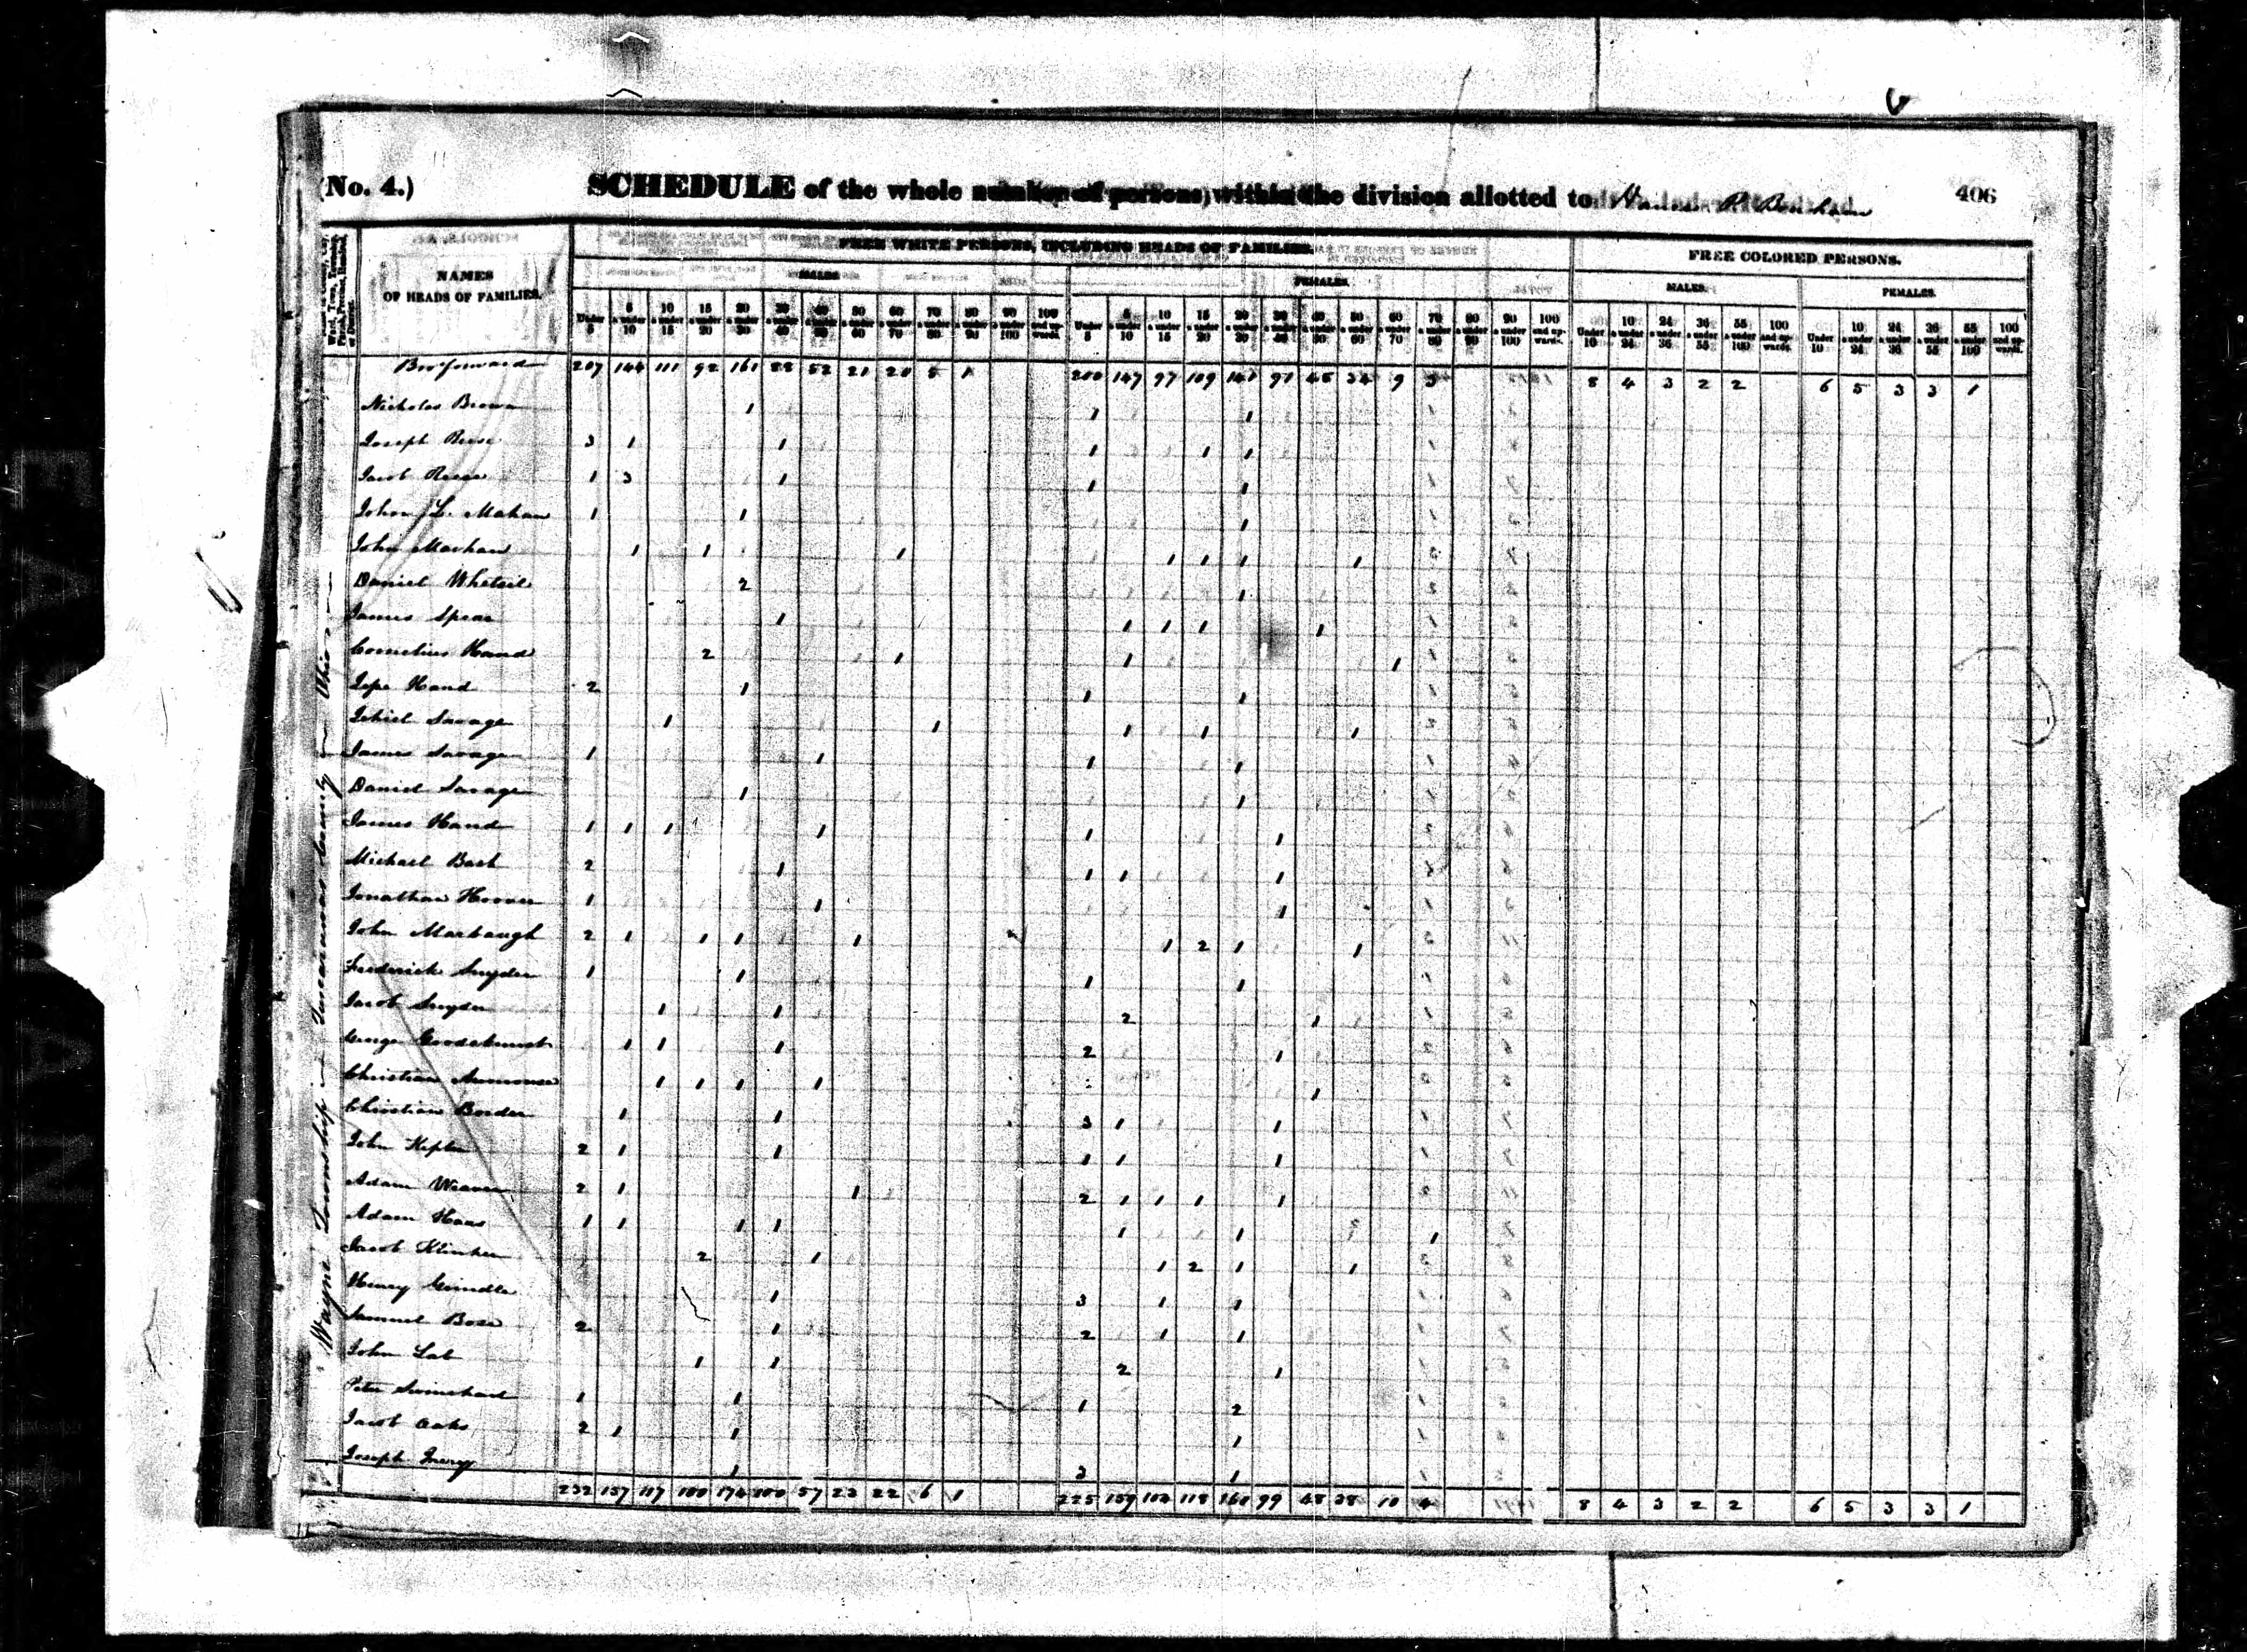 (No. 4.)
SCHEDULE of the whole number of persons, within the division allotted to R. Bonham
406
NAMES OF HEADS OF FAMILIES.
FREE WHITE PERSONS, INCLUDING HEADS OF FAMILIES.
FREE COLORED PERSONS.
MALES. FEMALES. MALES. FEMALES.
Under 5 | 5 & under 10 | 10 & under 15 | 15 & under 20 | 20 & under 30 | 30 & under 40 | 40 & under 50 | 50 & under 60 | 60 & under 70 | 70 & under 80 | 80 & under 90 | 90 & under 100 | 100 and upwards. | Under 5 | 5 & under 10 | 10 & under 15 | 15 & under 20 | 20 & under 30 | 30 & under 40 | 40 & under 50 | 50 & under 60 | 60 & under 70 | 70 & under 80 | 80 & under 90 | 90 & under 100 | 100 and upwards. | Under 10 | 10 & under 24 | 24 & under 36 | 36 & under 55 | 55 & under 100 | 100 and upwards. | Under 10 | 10 & under 24 | 24 & under 36 | 36 & under 55 | 55 & under 100 | 100 and upwards.
Wayne Township Tuscarawas County Ohio
Bro't forward 207 144 111 92 161 52 21 20 5 1 200 147 97 109 141 91 45 34 9 3 8 4 3 2 2 6 5 3 3 1
Nicholas Brown 1 1 1
Joseph Reese 3 1 1 1 1 1
Jacob Reese 1 3 1 1 1
John L. Mahan 1 1 1
John Machan 1 1 1 1 1 1 1
Daniel Whetsil 2 1
James Spear 1 1 1 1 1
Cornelius Hand 2 1 1 1
Jesse Hand 2 1 1 1
Jehiel Savage 1 1 1 1 1
James Savage 1 1 1 1
Daniel Savage 1 1
James Hand 1 1 1 1 1 1
Michael Bash 2 1 1 1 1
Jonathan Hoover 1 1 1
John Marbaugh 2 1 1 1 1 1 2 1 1
Frederick Snyder 1 1 1 1
Jacob Snyder 1 1 2 1
George 1 1 1 2 1
Christian 1 1 1 1 1
Christian Border 1 1 3 1 1
John Kepler 2 1 1 1 1 1
Adam Weaver 2 1 1 2 1 1 1 1
Adam Haas 1 1 1 1 1 1 1
Jacob 2 1 1 2 1 1
Henry Grindle 1 3 1 1
Samuel Bose 2 1 2 1 1
John Lab 1 1 2 1
Peter Swinehart 1 1 1 2
Jacob Oaks 2 1 1 1
Joseph 1 3 1
232 157 117 100 174 100 57 23 22 6 1 225 159 104 118 160 99 48 38 10 4 8 4 3 2 2 6 5 3 3 1